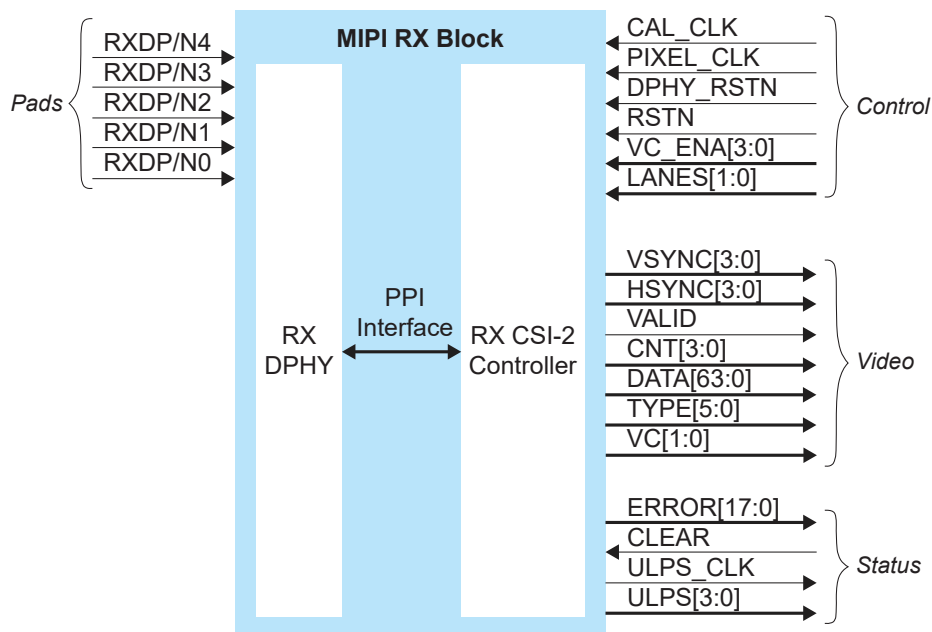 MIPI RX Block
Pads
RXDP/N4
RXDP/N3
RXDP/N2
RXDP/N1
RXDP/N0
RX
DPHY
PPI
Interface
RX CSI-2
Controller
CAL_CLK
PIXEL_CLK
DPHY_RSTN
RSTN
VC_ENA[3:0]
LANES[1:0]
Control
VSYNC[3:0]
HSYNC[3:0]
VALID
CNT[3:0]
DATA[63:0]
TYPE[5:0]
VC[1:0]
Video
ERROR[17:0]
CLEAR
ULPS_CLK
ULPS[3:0]
Status